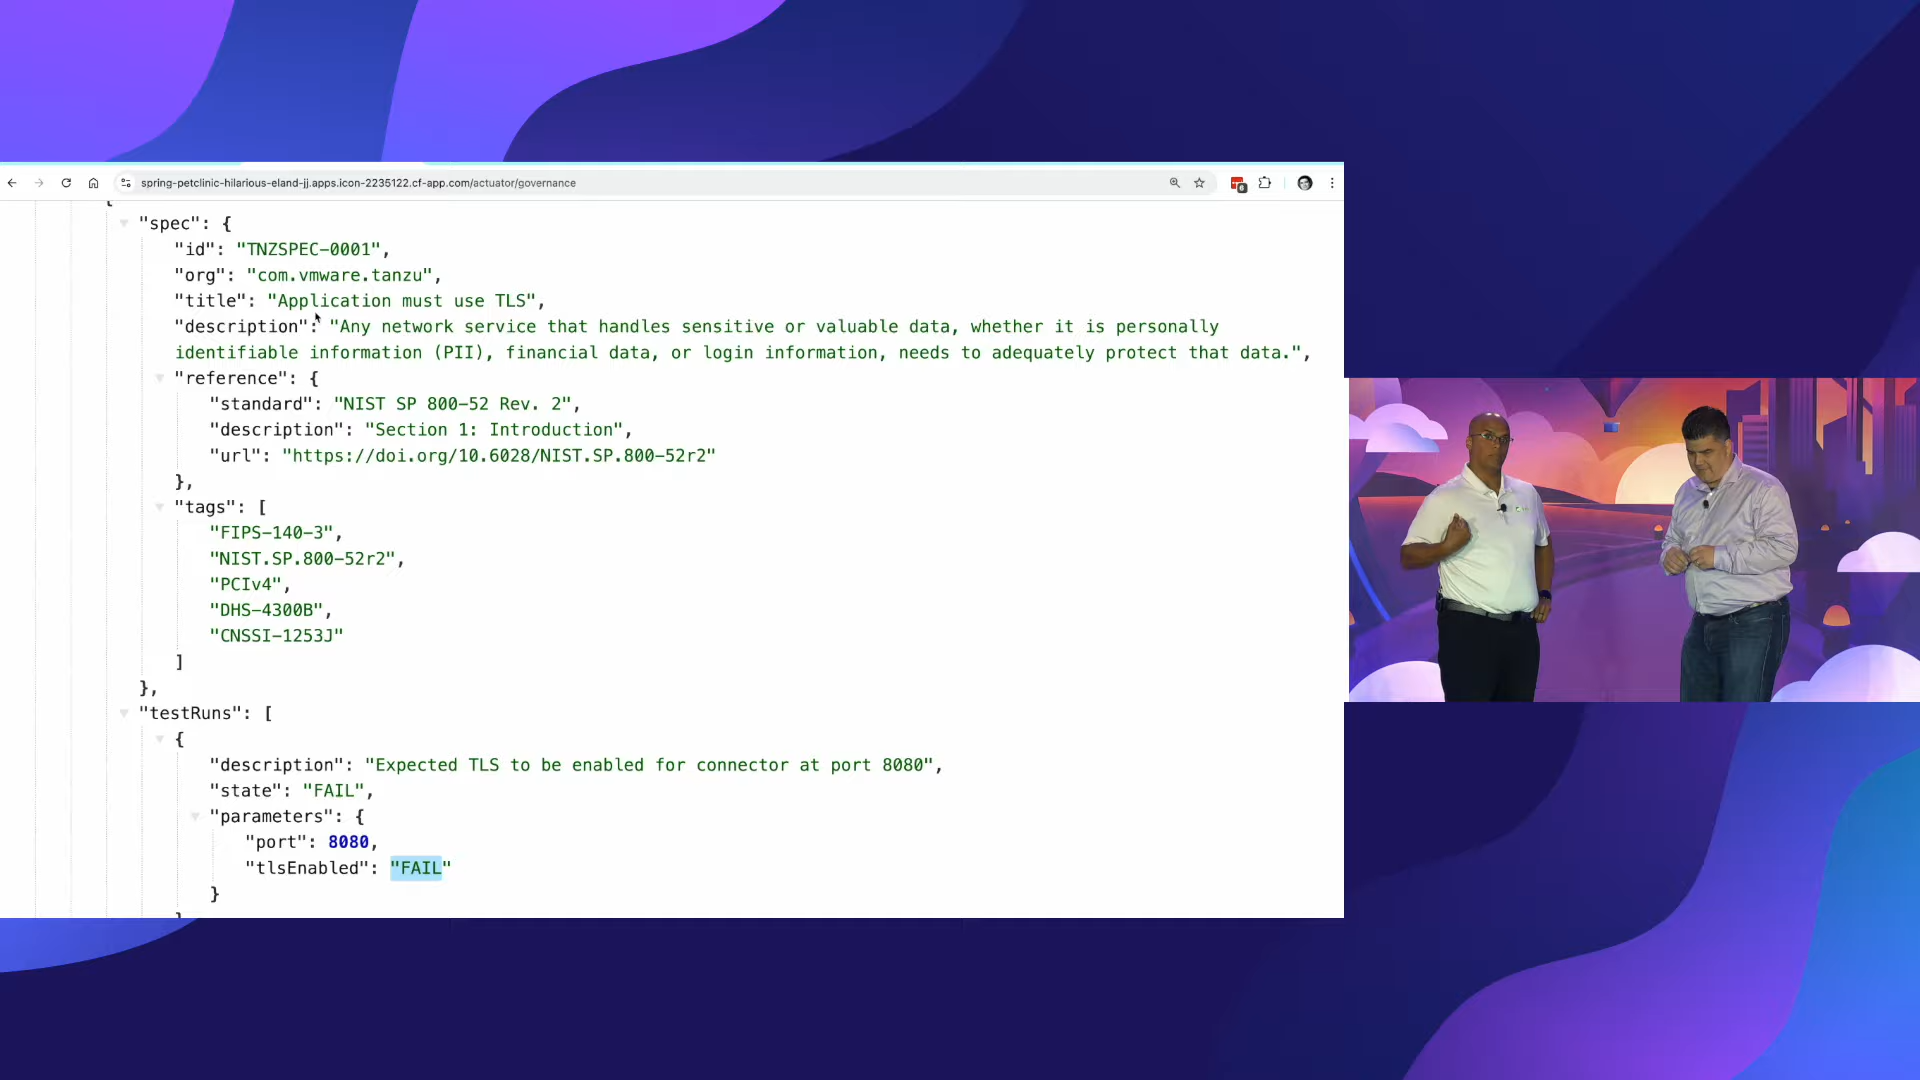 spring-petclinic-hilarious-eland-jj.apps.icon-2235122.cf-app.com/actuator/governance
6
"spec": {
"id": "TNZSPEC-0001",
"org": "com.vmware.tanzu",
"title": "Application must use TLS",
"description": "Any network service that handles sensitive or valuable data, whether it is personally
identifiable information (PII), financial data, or login information, needs to adequately protect that data.",
"reference": {
"standard": "NIST SP 800-52 Rev. 2",
"description": "Section 1: Introduction",
"url": "https://doi.org/10.6028/NIST.SP.800-52r2"
},
"tags": [
"FIPS-140-3",
"NIST.SP.800-52r2",
"PCIv4",
"DHS-4300B",
"CNSSI-1253J"
]
},
"testRuns": [
{
"description": "Expected TLS to be enabled for connector at port 8080",
"state": "FAIL",
"parameters": {
"port": 8080,
"tlsEnabled": "FAIL"
}